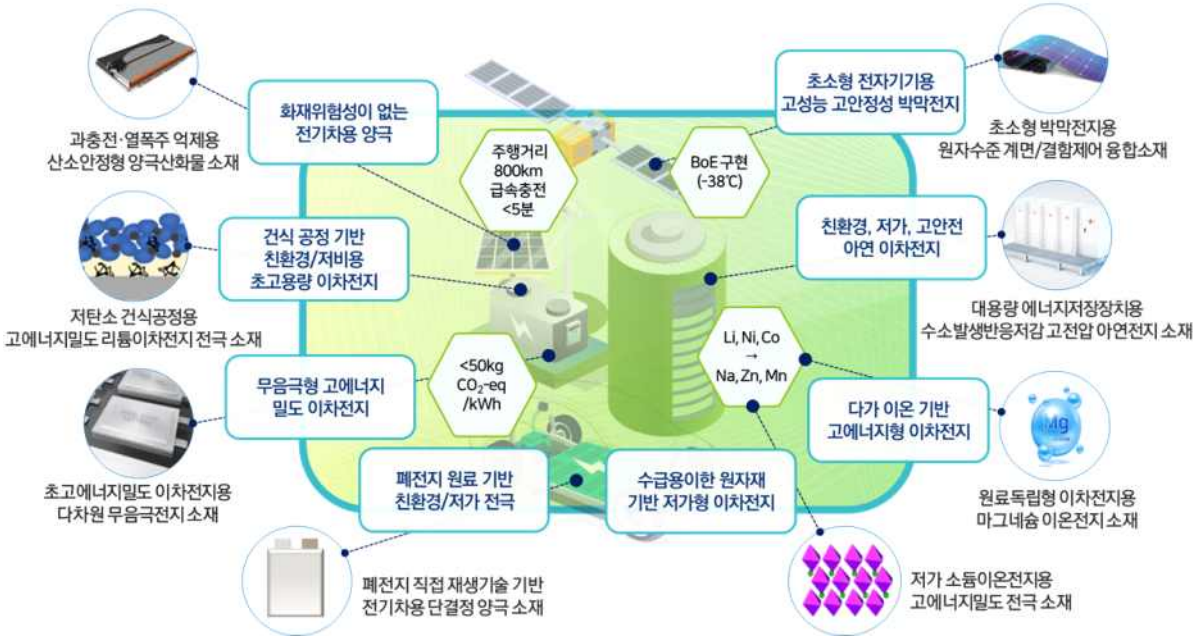 화재위험성이 없는
전기차용 양극
과충전·열폭주 억제용
산소안정형 양극산화물 소재
주행거리
800km
급속충전
<5분
BoE 구현
(-38℃)
초소형 전자기기용
고성능 고안정성 박막전지
초소형 박막전지용
원자수준 계면/결함제어 융합소재
건식 공정 기반
친환경/저비용
초고용량 이차전지
저탄소 건식공정용
고에너지밀도 리튬이차전지 전극 소재
친환경, 저가, 고안전
아연 이차전지
대용량 에너지저장장치용
수소발생반응저감 고전압 아연전지 소재
무음극형 고에너지
밀도 이차전지
초고에너지밀도 이차전지용
다차원 무음극전지 소재
<50kg
CO₂-eq
/kWh
Li, Ni, Co
→
Na, Zn, Mn
다가 이온 기반
고에너지형 이차전지
Mg
원료독립형 이차전지용
마그네슘 이온전지 소재
폐전지 원료 기반
친환경/저가 전극
수급용이한 원자재
기반 저가형 이차전지
폐전지 직접 재생기술 기반
전기차용 단결정 양극 소재
저가 소듐이온전지용
고에너지밀도 전극 소재